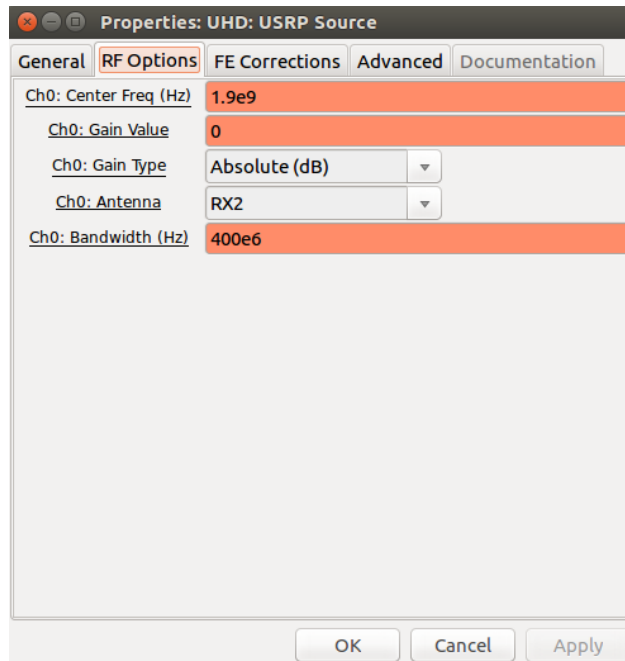 Properties: UHD: USRP Source
General RF Options FE Corrections Advanced Documentation
Ch0: Center Freq (Hz) 1.9e9
Ch0: Gain Value 0
Ch0: Gain Type Absolute (dB)
Ch0: Antenna RX2
Ch0: Bandwidth (Hz) 400e6
OK Cancel Apply